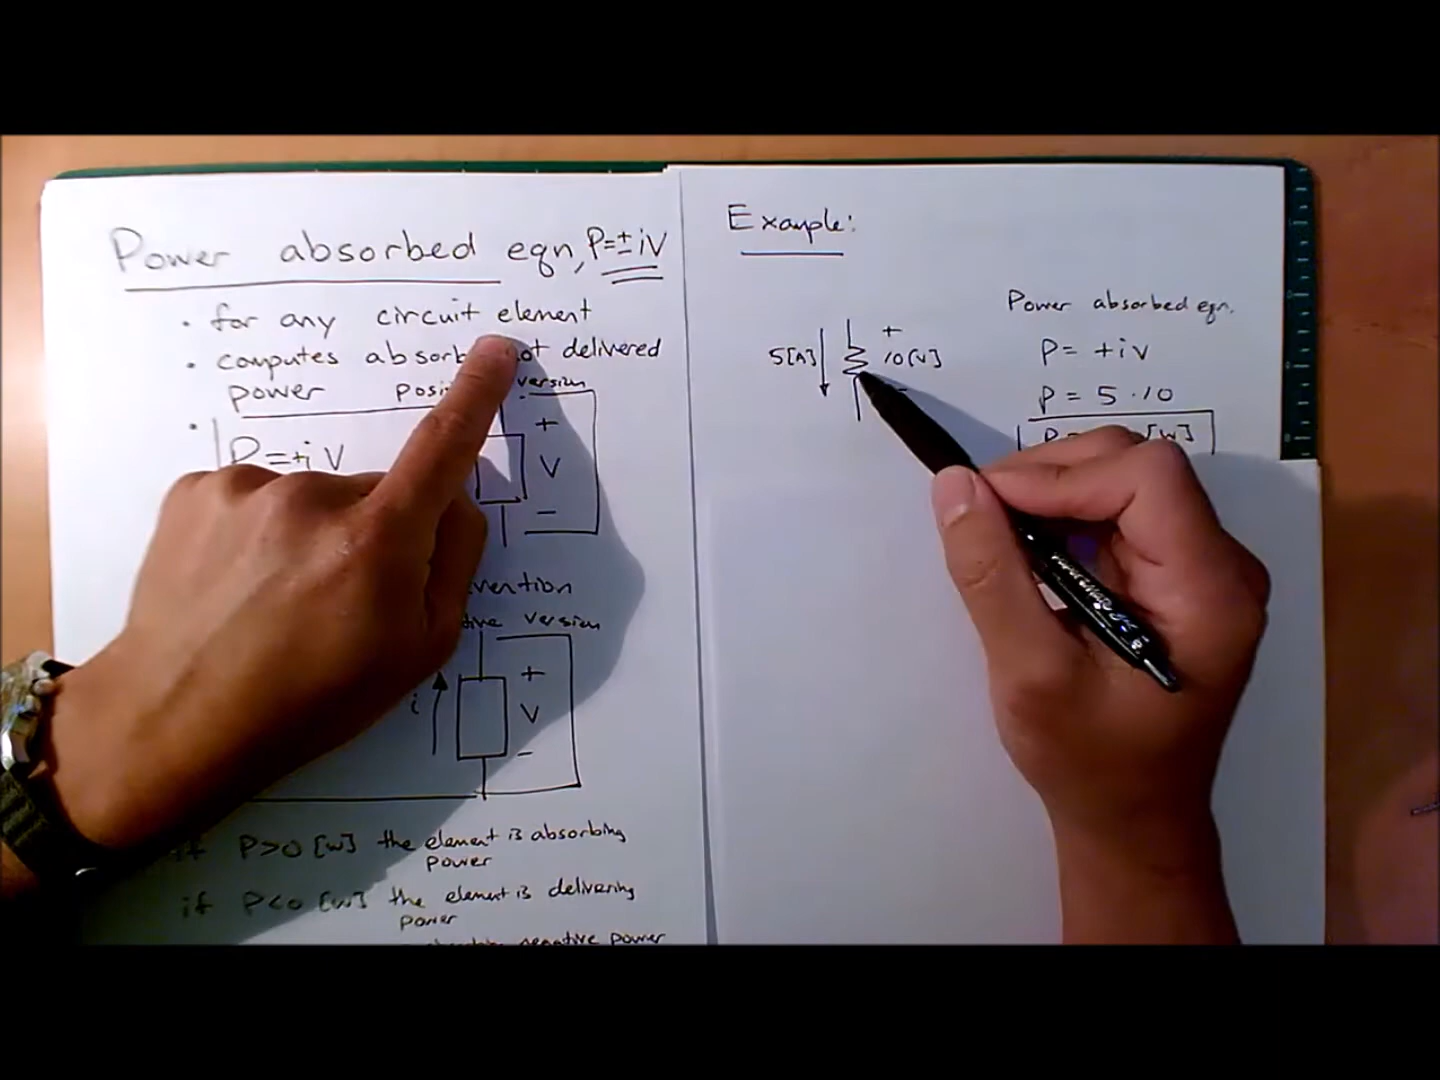 Power absorbed eqn, P=±iV
• for any circuit element
• computes absorb not delivered
power
version
P=+iV
+
V
-
version
i
+
V
-
if P>0 [W] the element is absorbing
power
if P<0 [W] the element is delivering
power
negative power
Example:
5[A]
+
10[V]
-
Power absorbed eqn.
P= +iv
P = 5·10
P= [W]